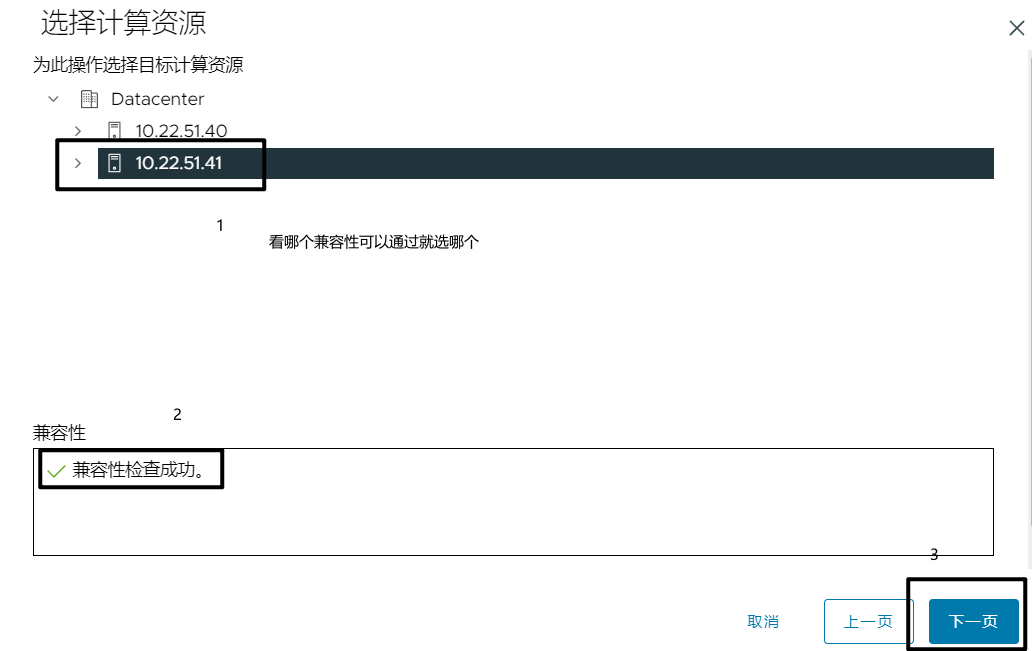 选择计算资源
为此操作选择目标计算资源
Datacenter
10.22.51.40
10.22.51.41
1
看哪个兼容性可以通过就选哪个
2
兼容性
兼容性检查成功。
3
取消
上一页
下一页